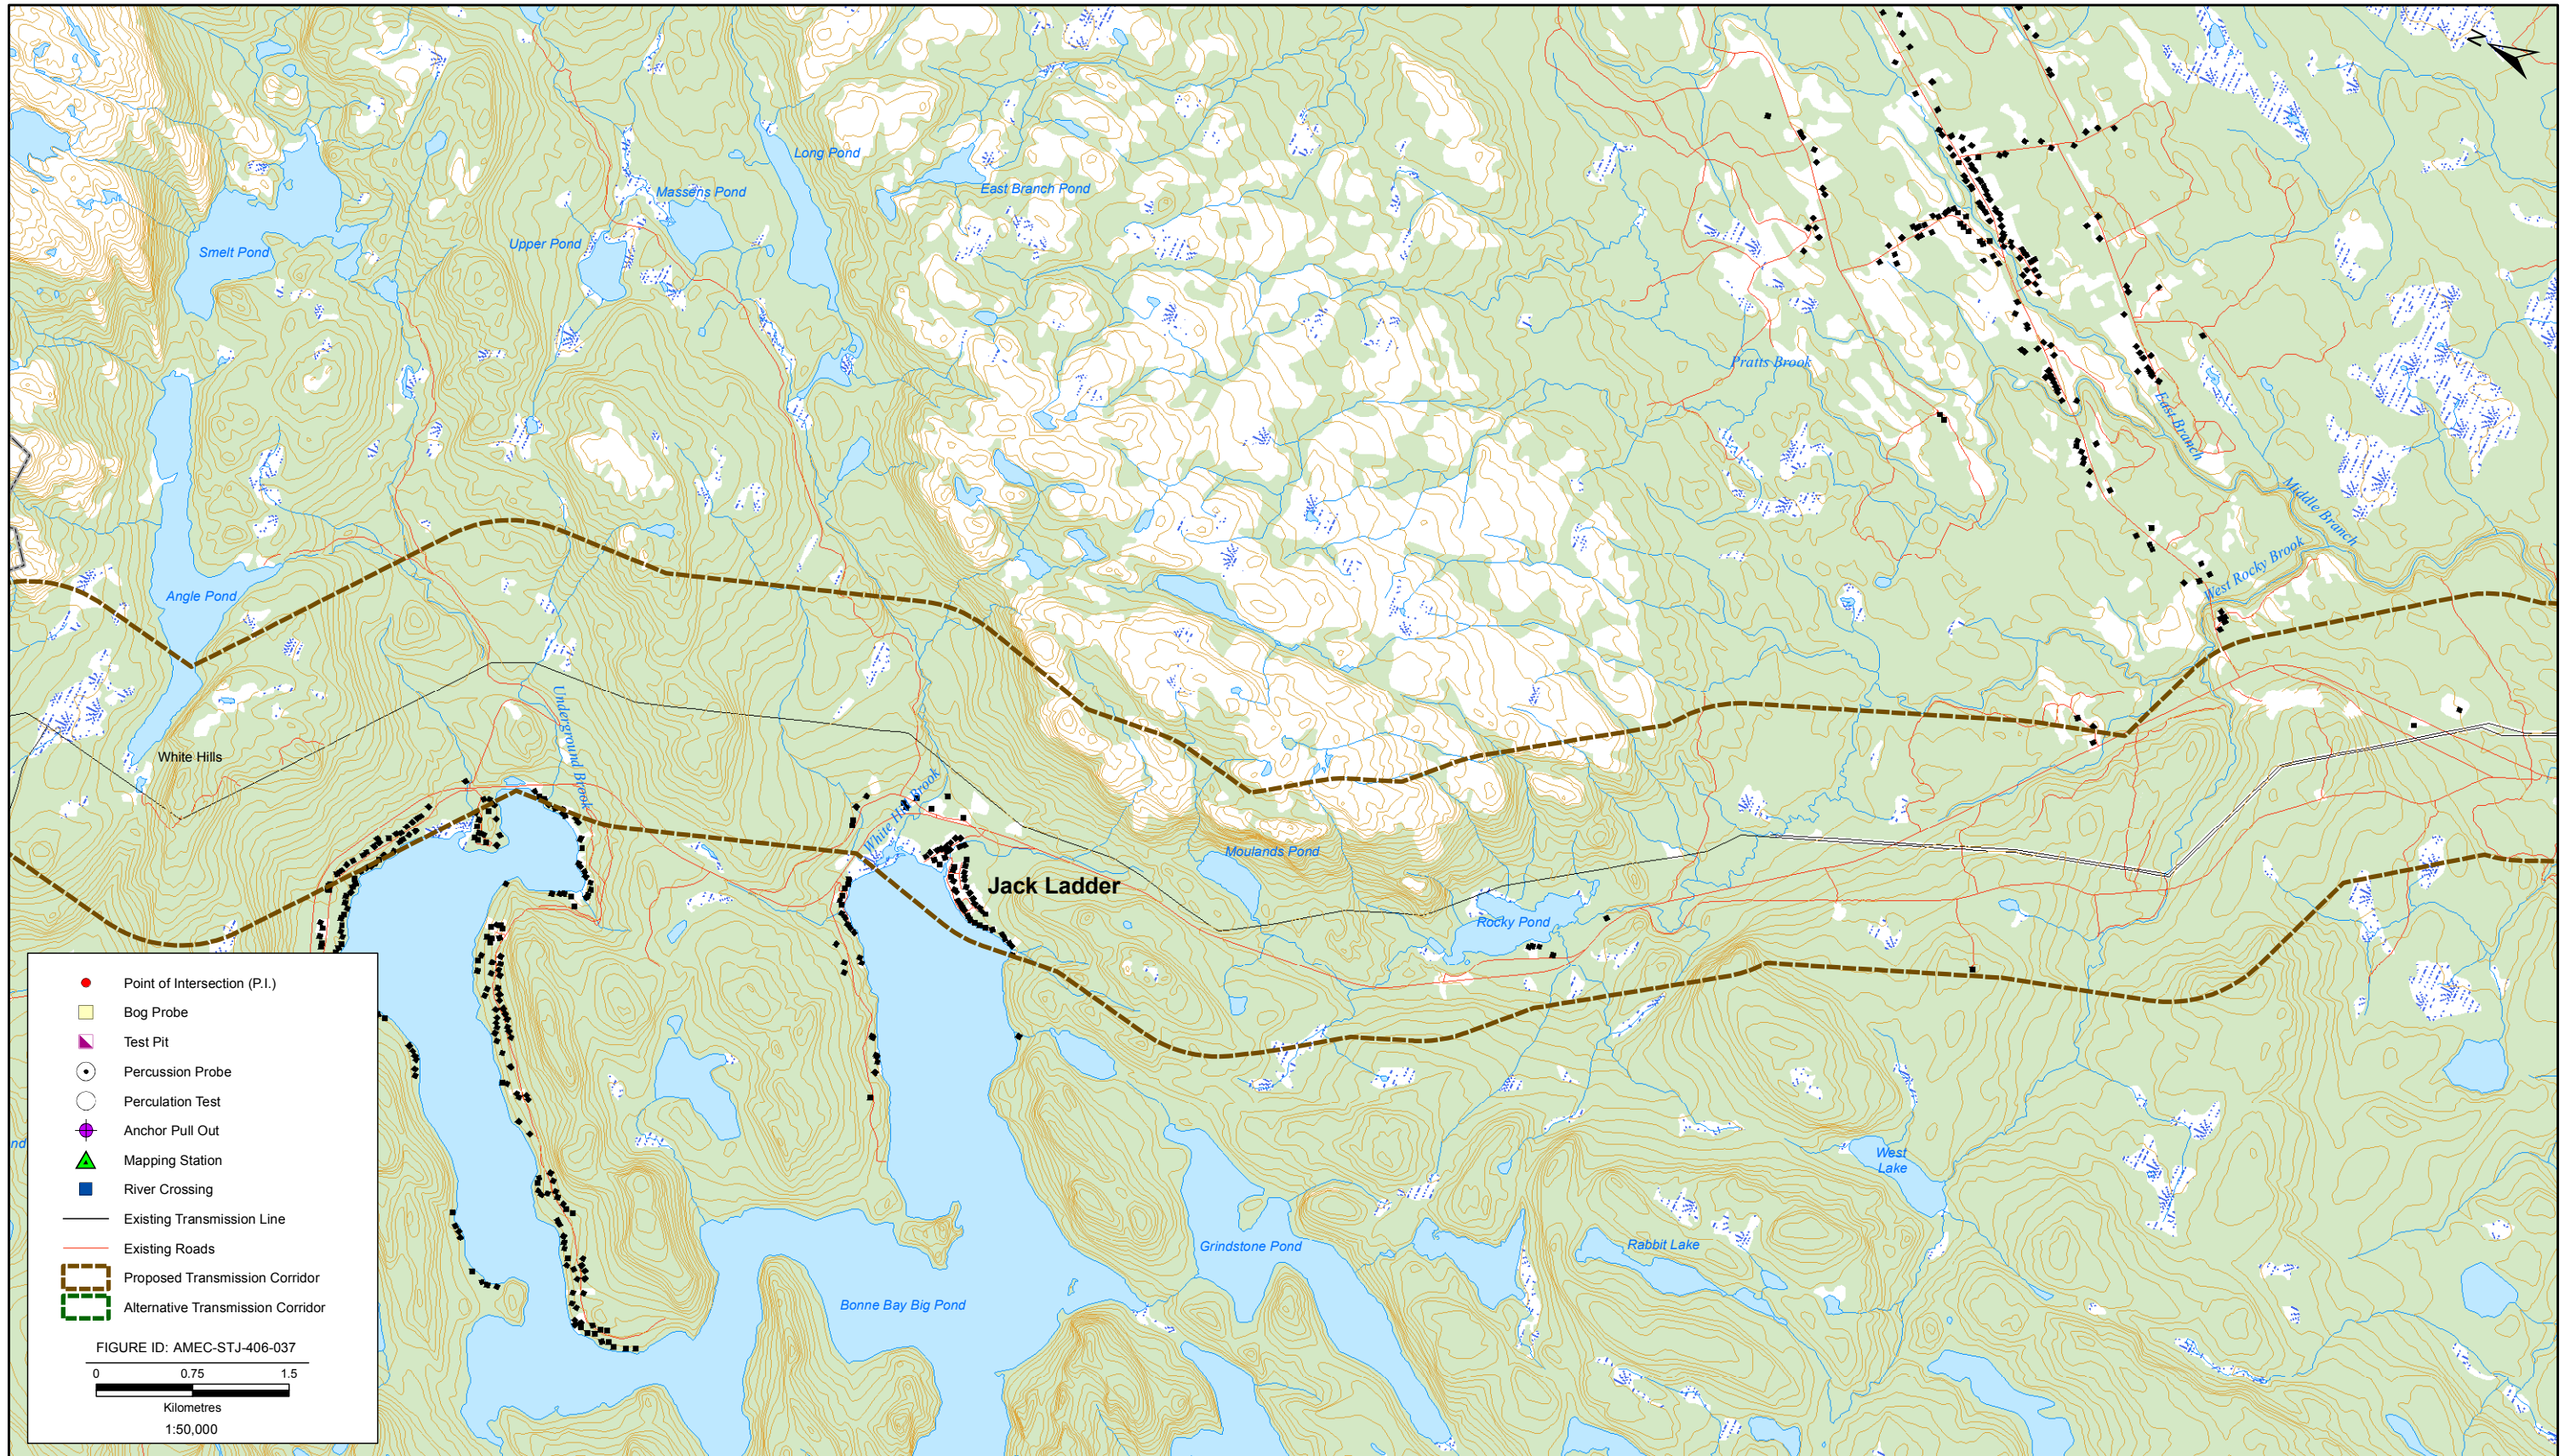 N
Long Pond
Massens Pond
East Branch Pond
Smelt Pond
Upper Pond
Pratts Brook
East Branch
Middle Branch
West Rocky Brook
Angle Pond
Underground Brook
White Hills
White Hill Brook
Moulands Pond
Jack Ladder
Rocky Pond
West
Lake
Rabbit Lake
Grindstone Pond
Bonne Bay Big Pond
nd
Point of Intersection (P.I.)
Bog Probe
Test Pit
Percussion Probe
Perculation Test
Anchor Pull Out
Mapping Station
River Crossing
Existing Transmission Line
Existing Roads
Proposed Transmission Corridor
Alternative Transmission Corridor
FIGURE ID: AMEC-STJ-406-037
0 0.75 1.5
Kilometres
1:50,000